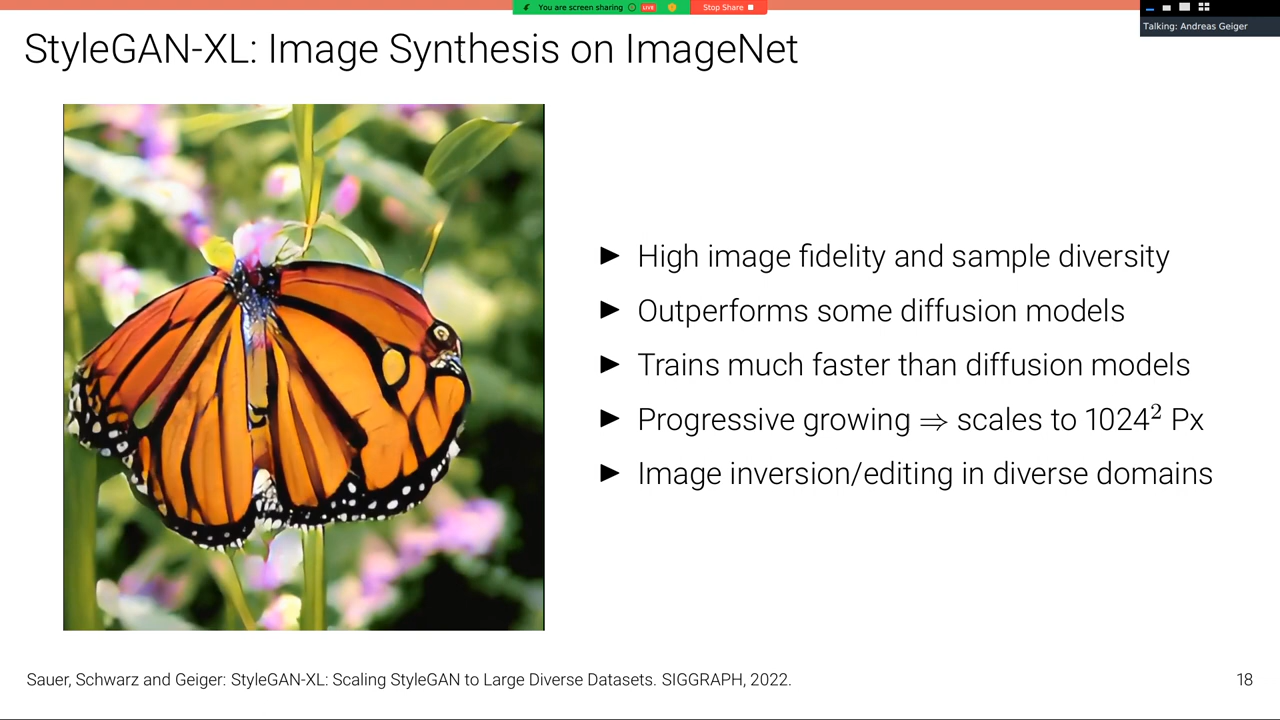 You are screen sharing LIVE Stop Share
Talking: Andreas Geiger
StyleGAN-XL: Image Synthesis on ImageNet
► High image fidelity and sample diversity
► Outperforms some diffusion models
► Trains much faster than diffusion models
► Progressive growing ⇒ scales to 1024² Px
► Image inversion/editing in diverse domains
Sauer, Schwarz and Geiger: StyleGAN-XL: Scaling StyleGAN to Large Diverse Datasets. SIGGRAPH, 2022.
18